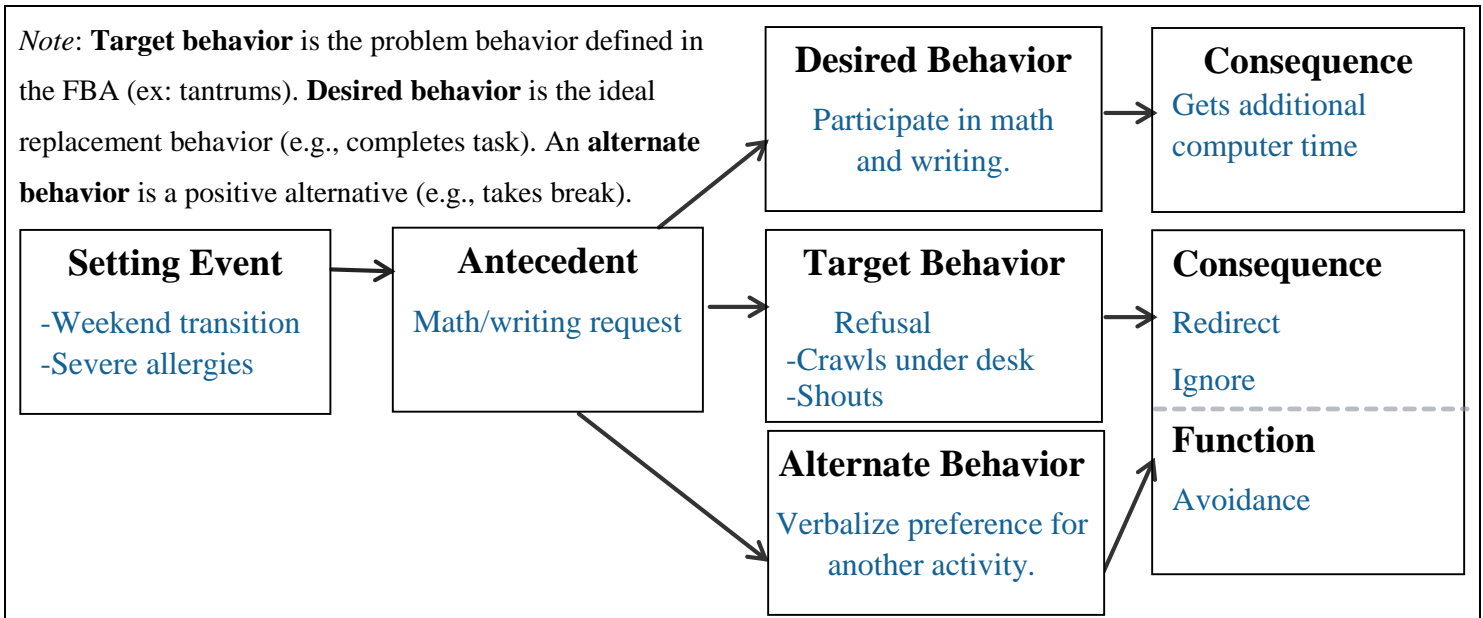 Note: Target behavior is the problem behavior defined in
the FBA (ex: tantrums). Desired behavior is the ideal
replacement behavior (e.g., completes task). An alternate
behavior is a positive alternative (e.g., takes break).
Desired Behavior
Participate in math
and writing.
Consequence
Gets additional
computer time
Setting Event
-Weekend transition
-Severe allergies
Antecedent
Math/writing request
Target Behavior
Refusal
-Crawls under desk
-Shouts
Consequence
Redirect
Ignore
Alternate Behavior
Verbalize preference for
another activity.
Function
Avoidance